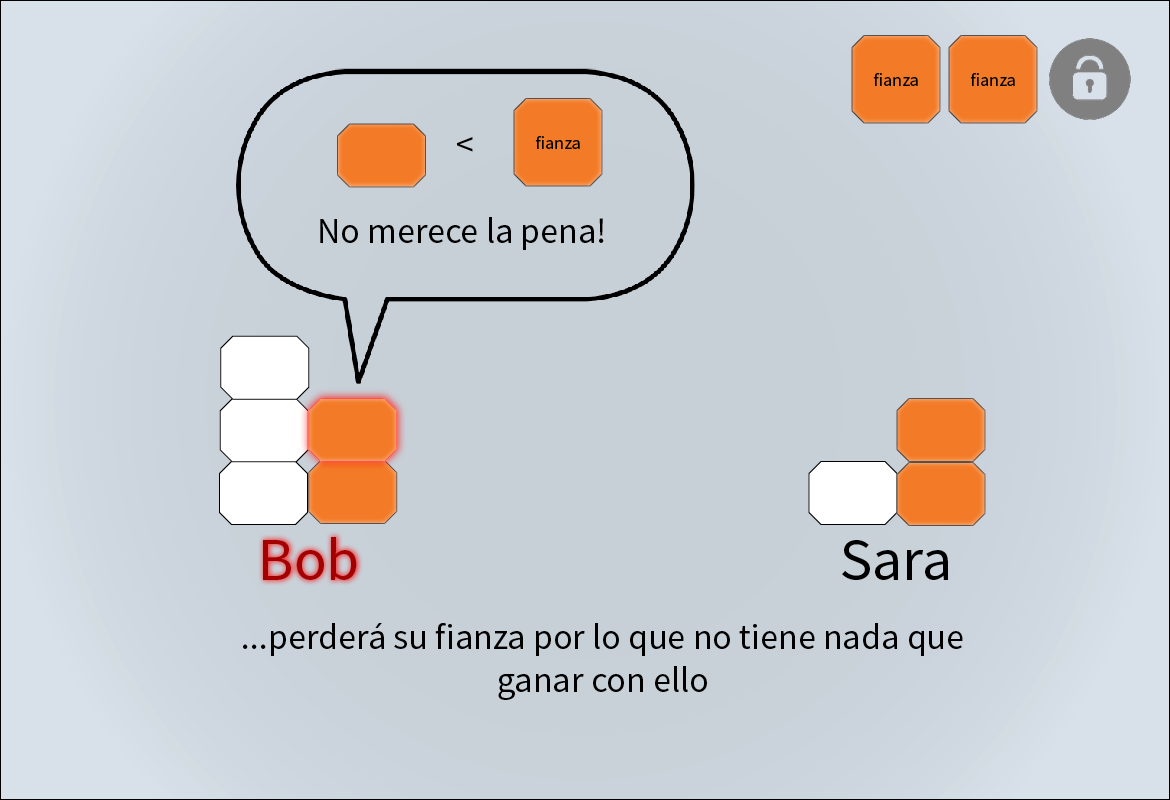 fianza fianza
< fianza
No merece la pena!
Bob
Sara
...perderá su fianza por lo que no tiene nada que
ganar con ello